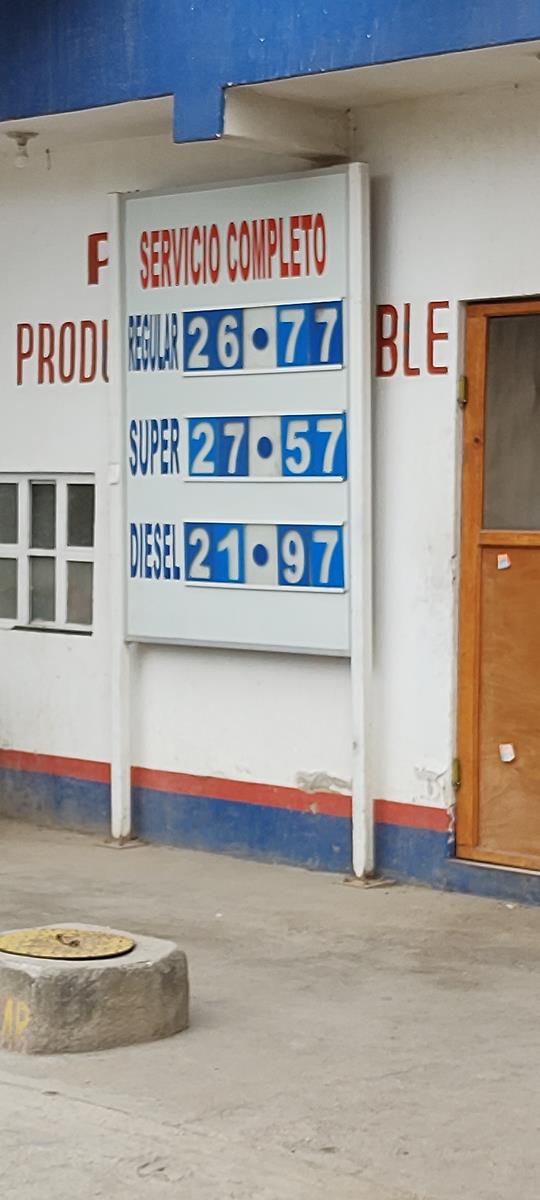 SERVICIO COMPLETO
REGULAR 26.77
SUPER 27.57
DIESEL 21.97